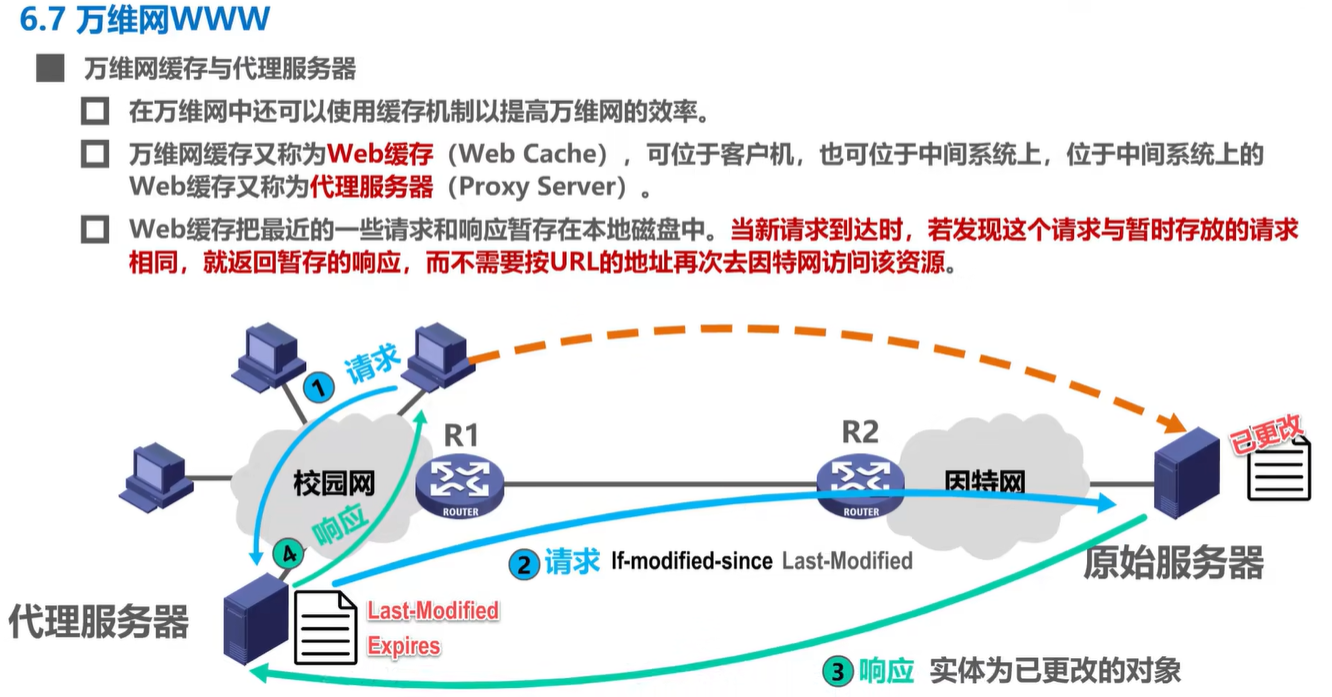 6.7 万维网WWW
万维网缓存与代理服务器
在万维网中还可以使用缓存机制以提高万维网的效率。
万维网缓存又称为Web缓存（Web Cache），可位于客户机，也可位于中间系统上，位于中间系统上的
Web缓存又称为代理服务器（Proxy Server）。
Web缓存把最近的一些请求和响应暂存在本地磁盘中。当新请求到达时，若发现这个请求与暂时存放的请求
相同，就返回暂存的响应，而不需要按URL的地址再次去因特网访问该资源。
1 请求
R1
R2
已更改
校园网
ROUTER
ROUTER
因特网
4 响应
2 请求 If-modified-since Last-Modified
原始服务器
代理服务器
Last-Modified
Expires
3 响应 实体为已更改的对象